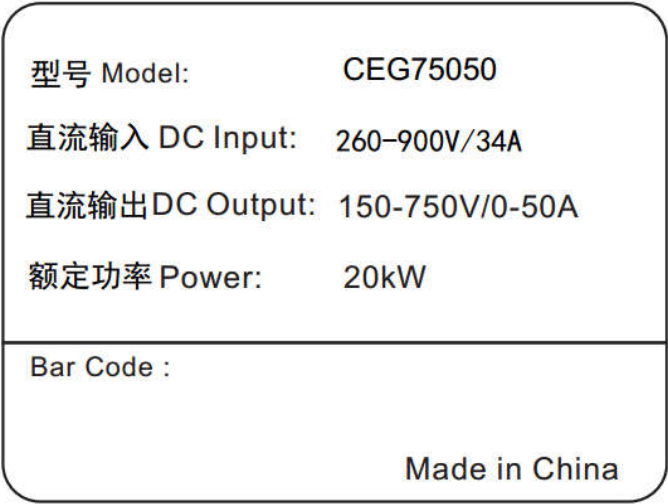 型号 Model: CEG75050
直流输入 DC Input: 260-900V/34A
直流输出DC Output: 150-750V/0-50A
额定功率 Power: 20kW
Bar Code :
Made in China